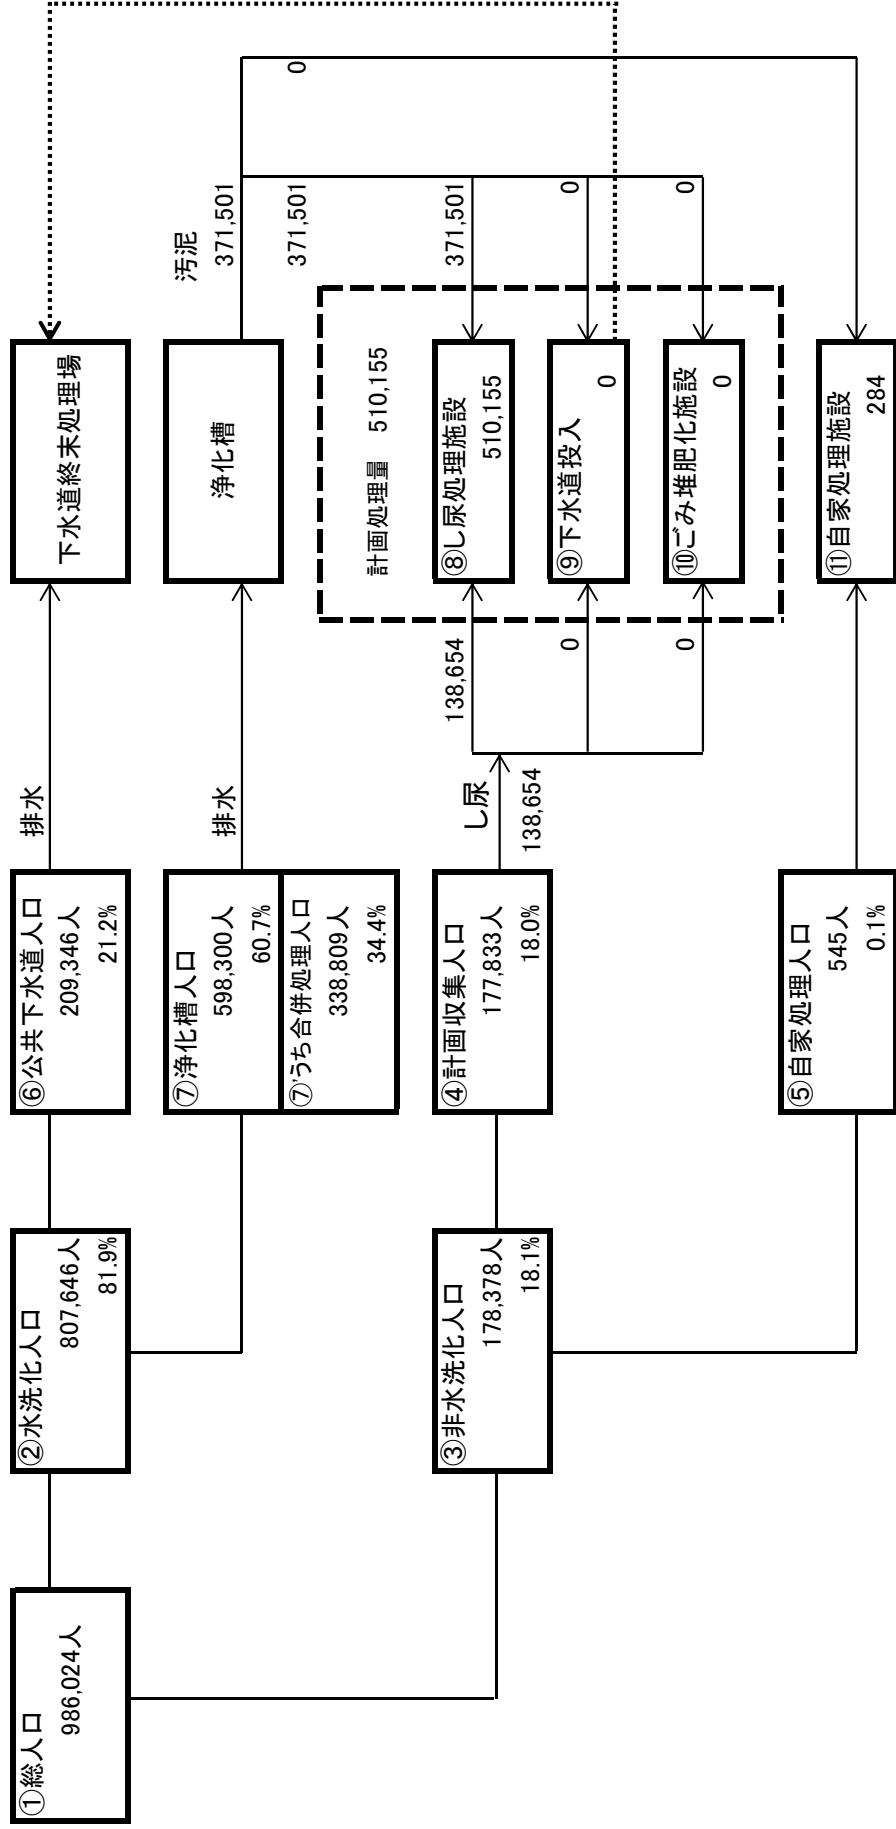 ①総人口
986,024人
②水洗化人口
807,646人
81.9%
③非水洗化人口
178,378人
18.1%
⑥公共下水道人口
209,346人
21.2%
⑦浄化槽人口
598,300人
60.7%
⑦'うち合併処理人口
338,809人
34.4%
④計画収集人口
177,833人
18.0%
⑤自家処理人口
545人
0.1%
排水
排水
し尿
138,654
138,654
0
0
下水道終末処理場
浄化槽
計画処理量 510,155
⑧し尿処理施設
510,155
⑨下水道投入
0
⑩ごみ堆肥化施設
0
⑪自家処理施設
284
汚泥
371,501
371,501
371,501
0
0
0